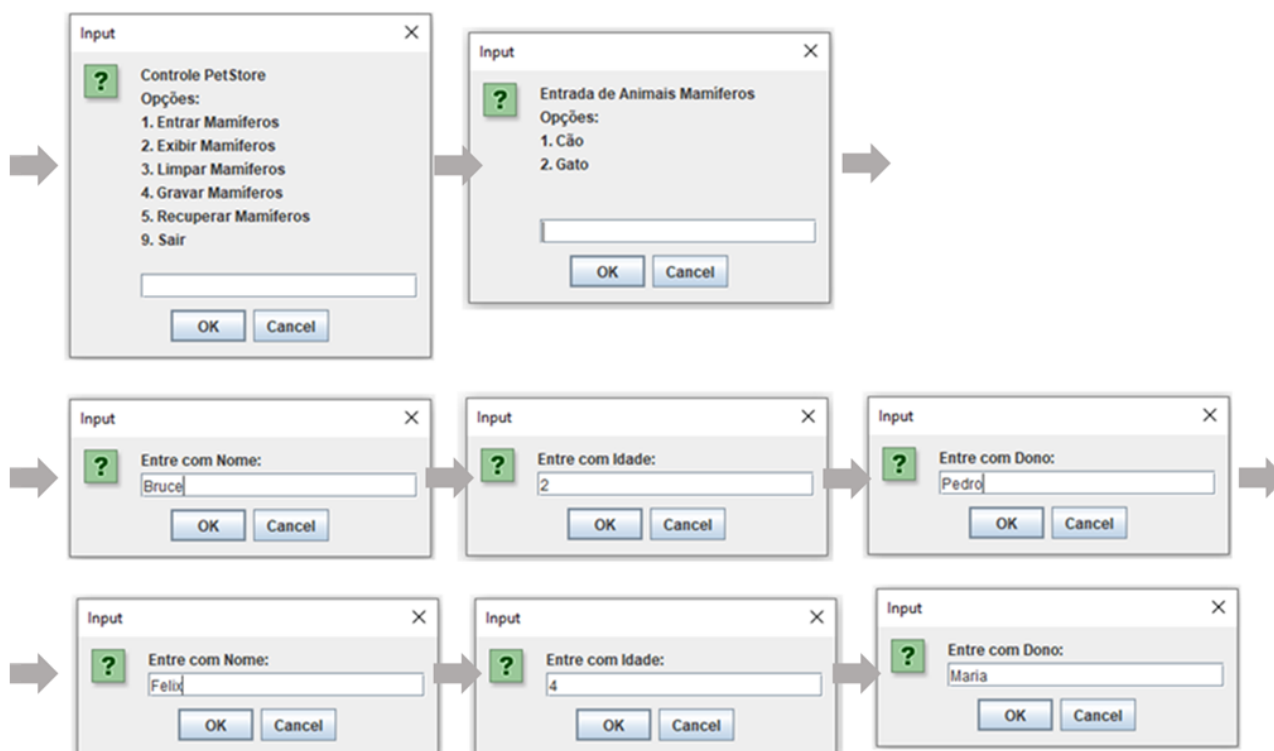 Input
Controle PetStore
Opções:
1. Entrar Mamíferos
2. Exibir Mamíferos
3. Limpar Mamíferos
4. Gravar Mamíferos
5. Recuperar Mamíferos
9. Sair
OK Cancel
Input
Entrada de Animais Mamíferos
Opções:
1. Cão
2. Gato
OK Cancel
Input
Entre com Nome:
Bruce
OK Cancel
Input
Entre com Idade:
2
OK Cancel
Input
Entre com Dono:
Pedro
OK Cancel
Input
Entre com Nome:
Felix
OK Cancel
Input
Entre com Idade:
4
OK Cancel
Input
Entre com Dono:
Maria
OK Cancel